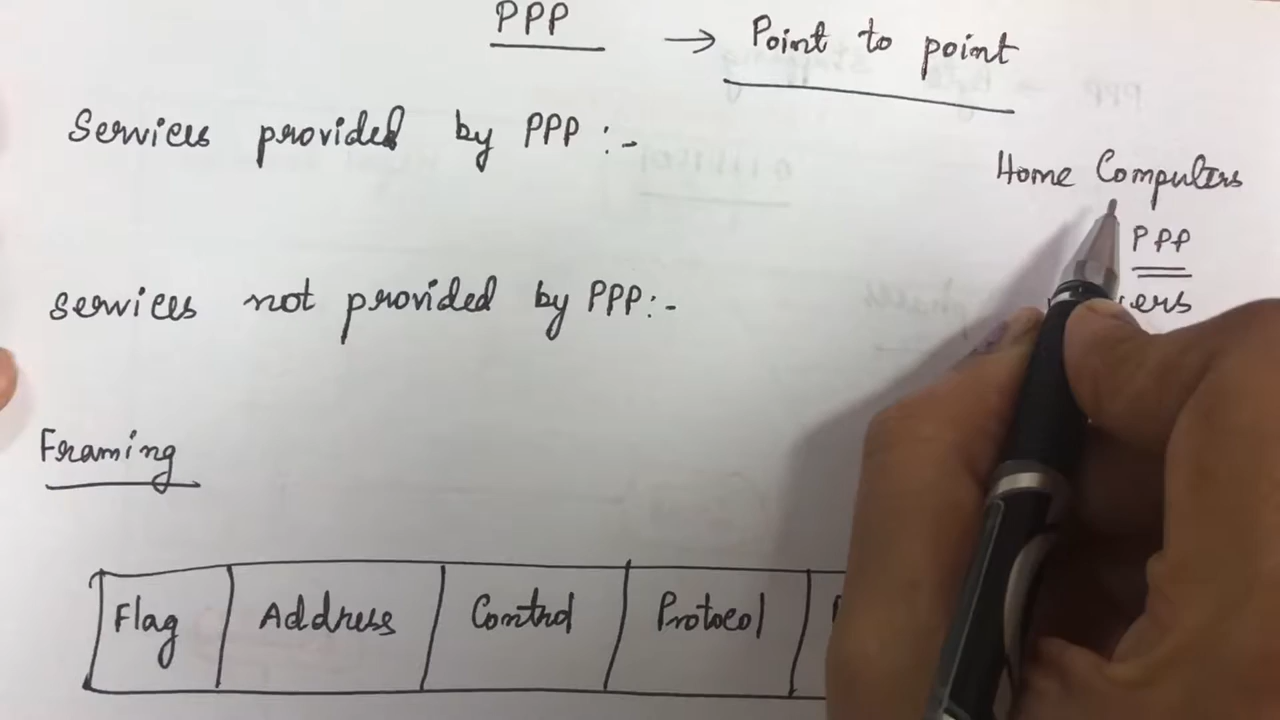 PPP → Point to point
Services provided by PPP :-
Home Computers
PPP
services not provided by PPP:-
Framing
Flag Address Control Protocol